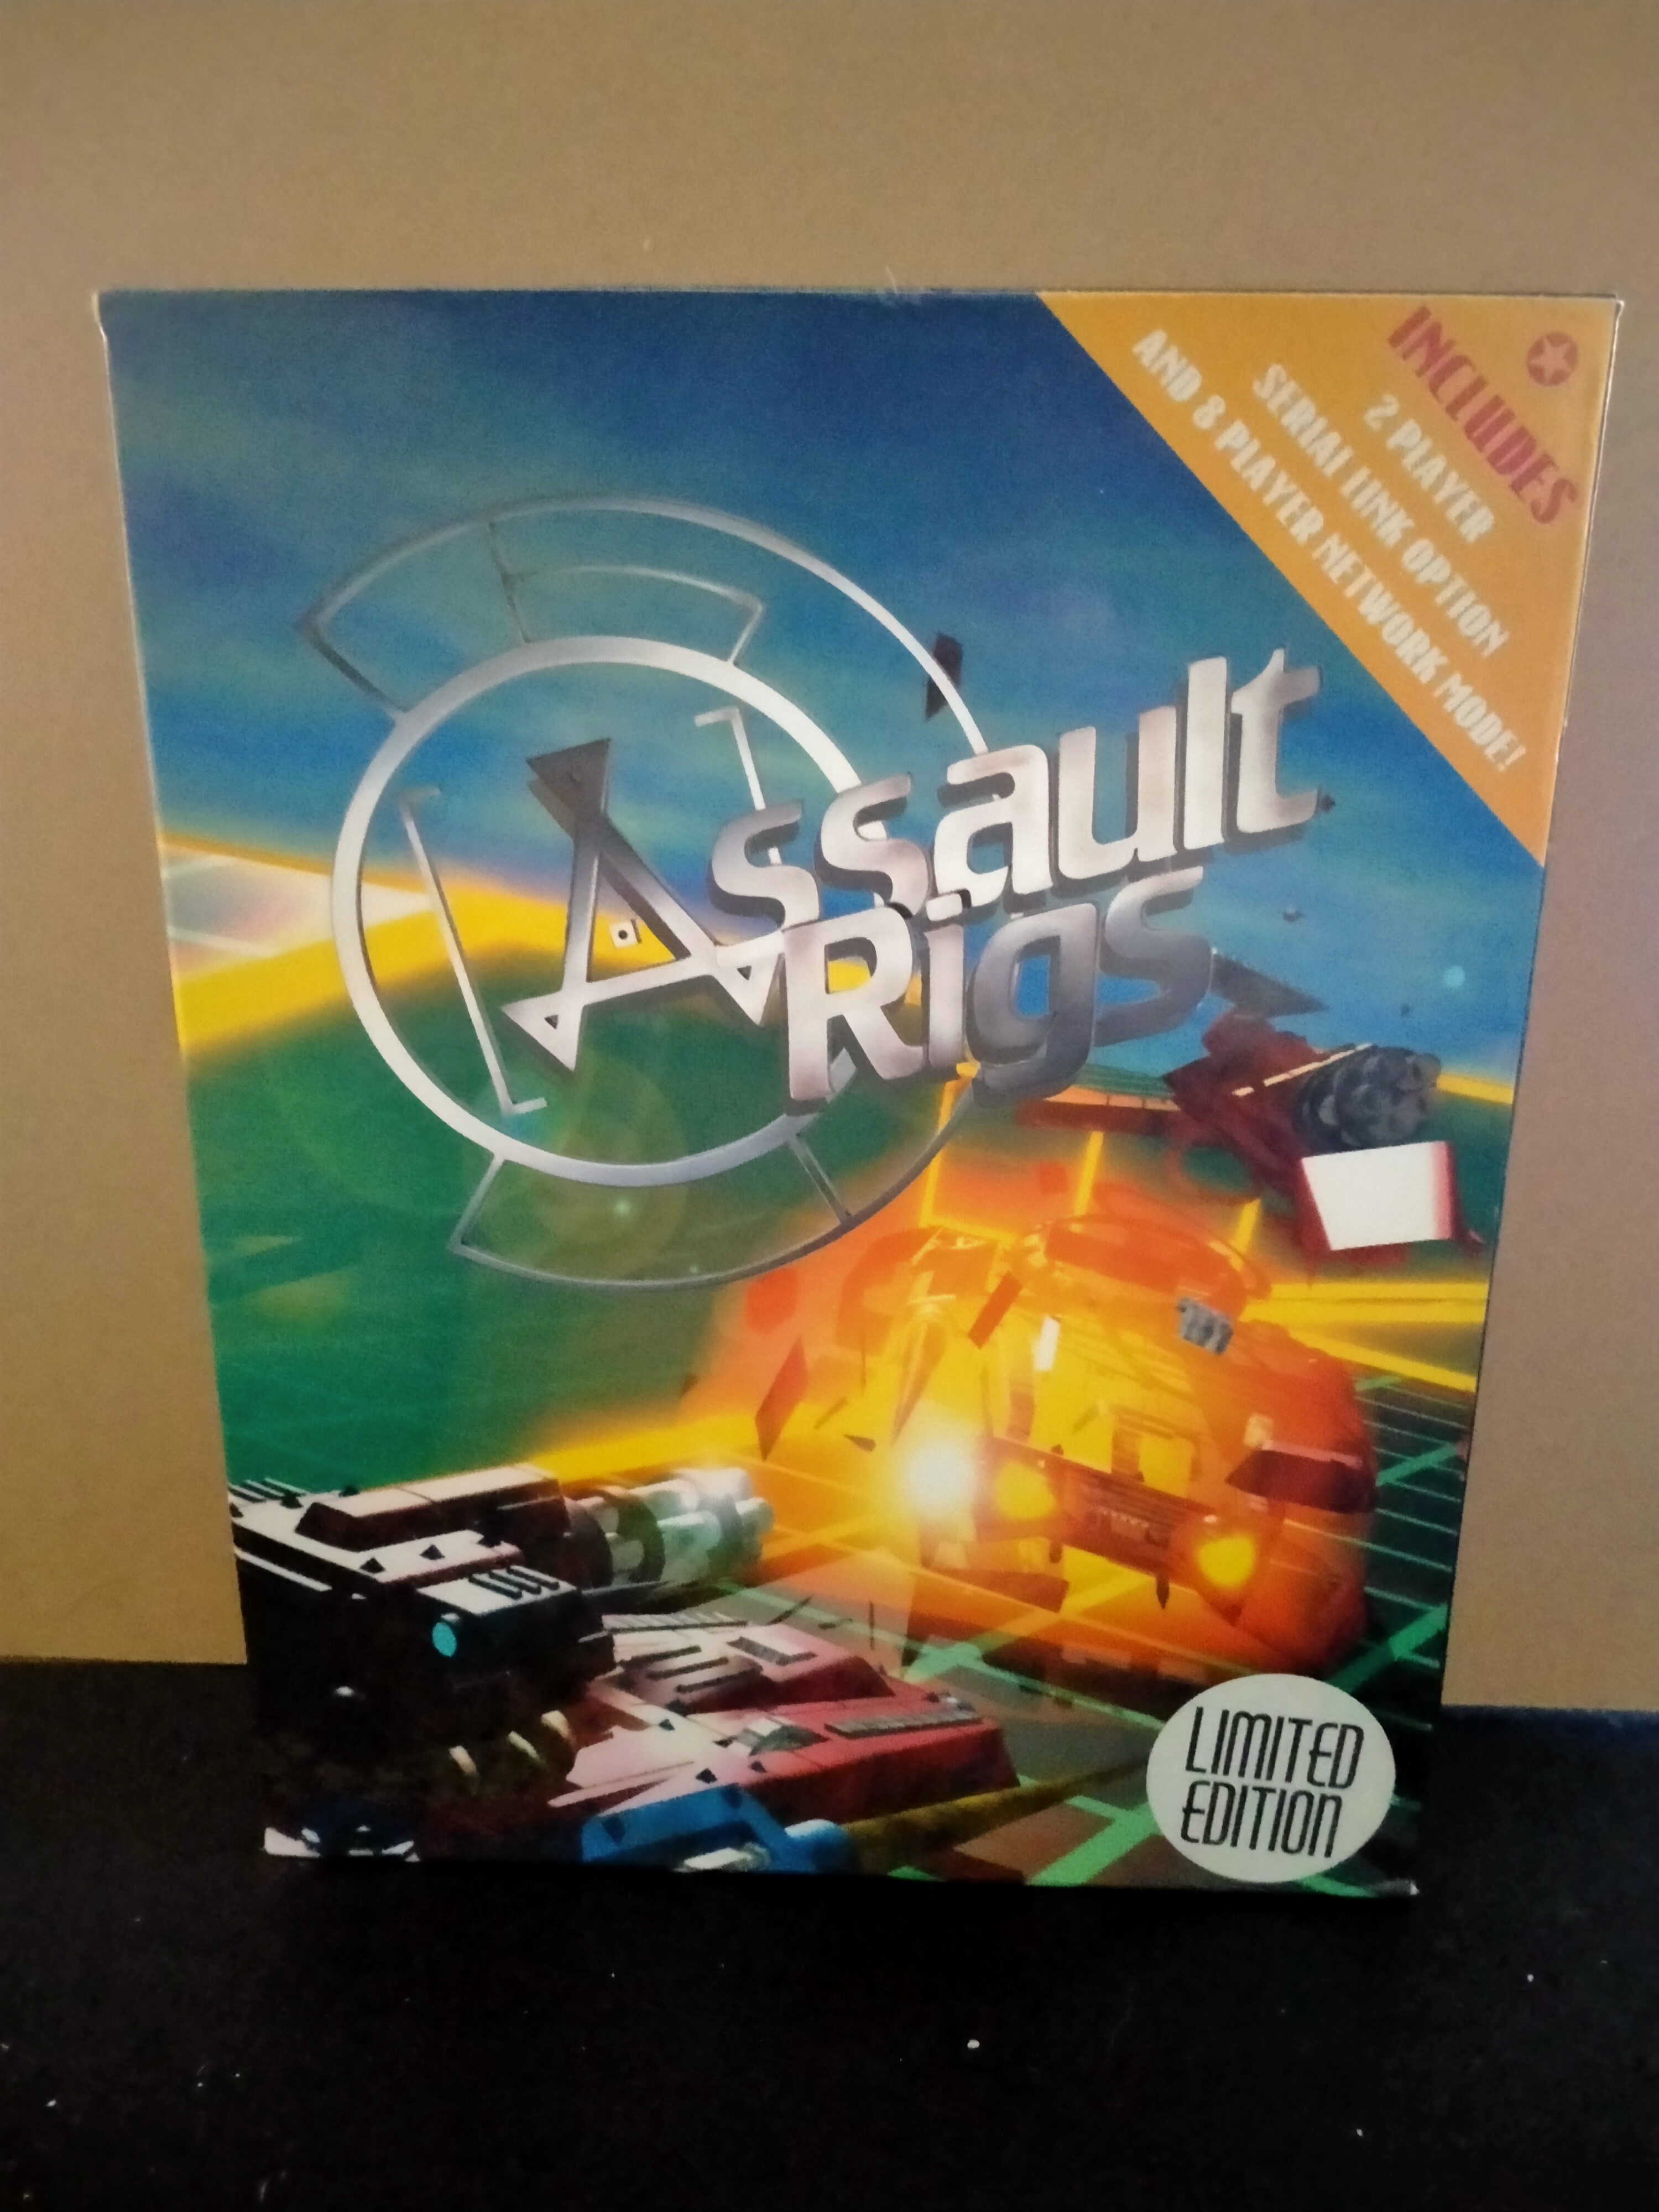 INCLUDES
2 PLAYER
SERIAL LINK OPTION
AND 8 PLAYER NETWORK MODE!
Assault
Rigs
LIMITED
EDITION